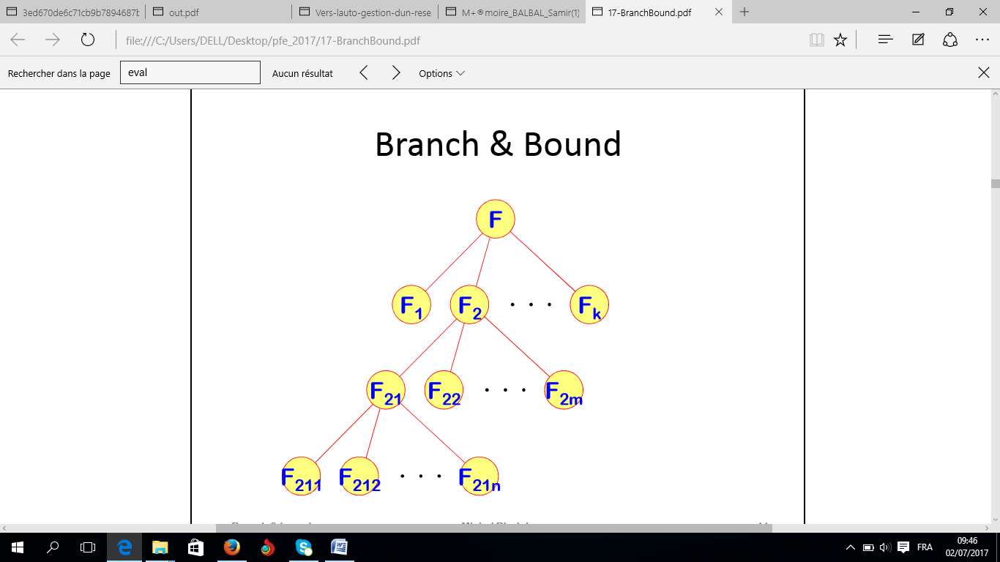 3ed670de6c71cb9b7894687b out.pdf Vers-lauto-gestion-dun-rese M+®moire_BALBAL_Samir(1) 17-BranchBound.pdf
file:///C:/Users/DELL/Desktop/pfe_2017/17-BranchBound.pdf
Rechercher dans la page eval Aucun résultat Options
Branch & Bound
F
F1 F2 · · · Fk
F21 F22 · · · F2m
F211 F212 · · · F21n
FRA 09:46
02/07/2017